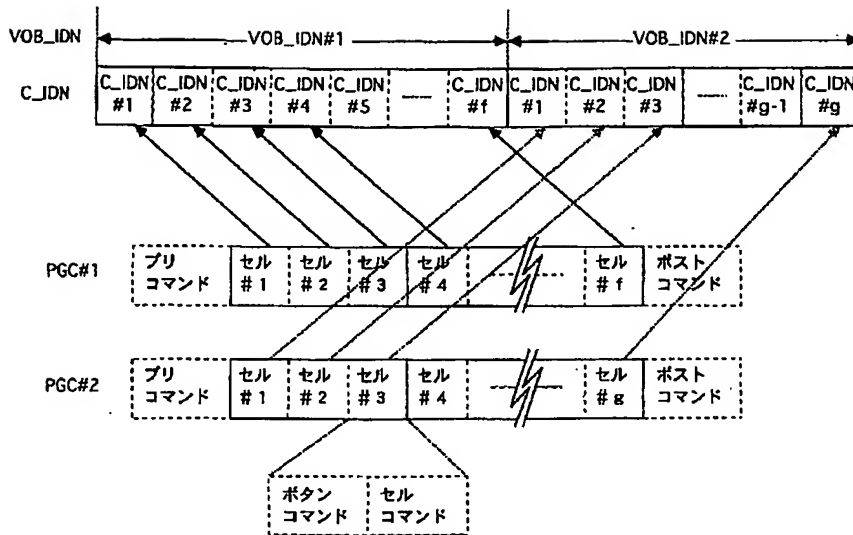 VOB_IDN
VOB_IDN#1
VOB_IDN#2
C_IDN
C_IDN #1
C_IDN #2
C_IDN #3
C_IDN #4
C_IDN #5
C_IDN #f
C_IDN #1
C_IDN #2
C_IDN #3
C_IDN #g-1
C_IDN #g
PGC#1
プリ コマンド
セル #1
セル #2
セル #3
セル #4
セル #f
ポスト コマンド
PGC#2
プリ コマンド
セル #1
セル #2
セル #3
セル #4
セル #g
ポスト コマンド
ボタン コマンド
セル コマンド